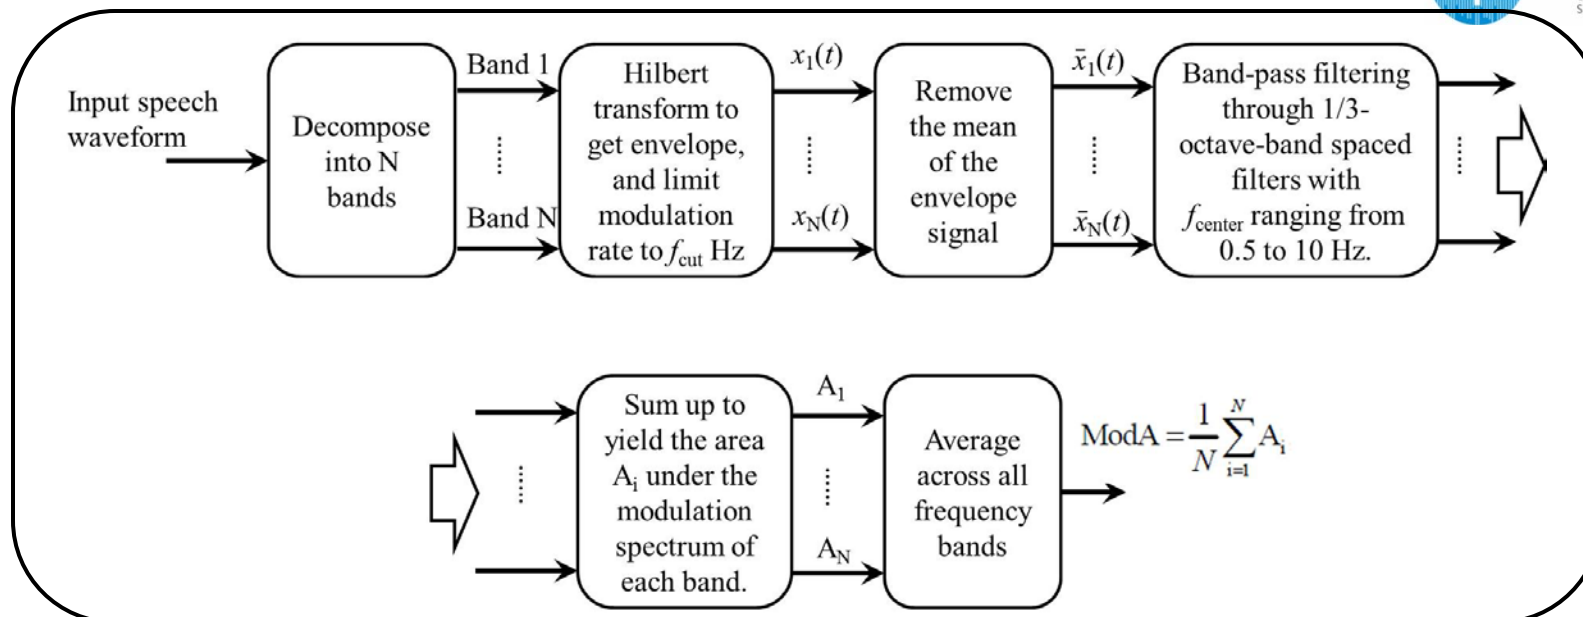 Input speech
waveform
Decompose
into N
bands
Band 1
Band N
Hilbert
transform to
get envelope,
and limit
modulation
rate to fcut Hz
x1(t)
xN(t)
Remove
the mean
of the
envelope
signal
x̄1(t)
x̄N(t)
Band-pass filtering
through 1/3-
octave-band spaced
filters with
fcenter ranging from
0.5 to 10 Hz.
Sum up to
yield the area
Ai under the
modulation
spectrum of
each band.
A1
AN
Average
across all
frequency
bands
ModA = 1/N ∑_{i=1}^{N} Ai